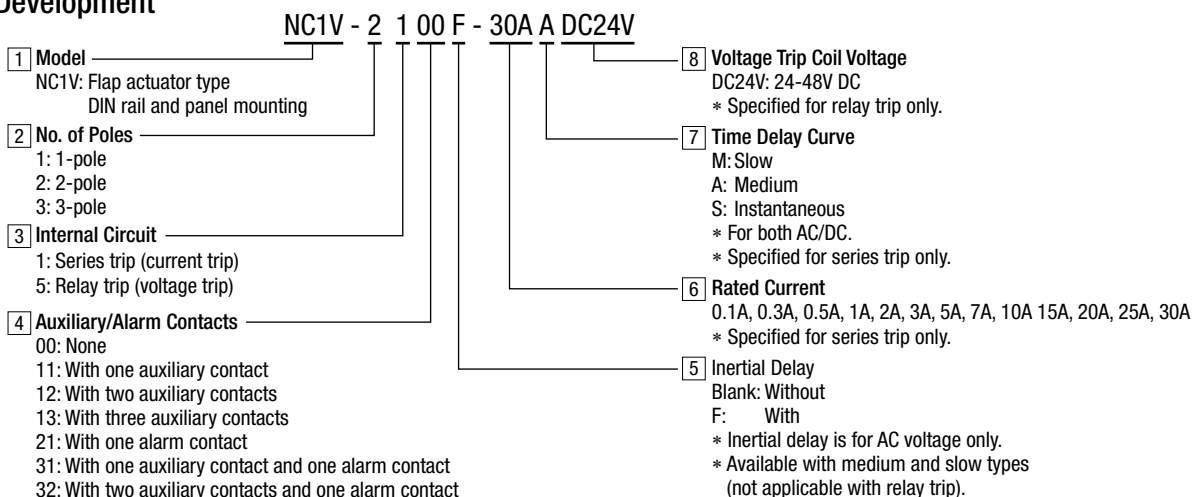 Development
NC1V - 2 1 00 F - 30A A DC24V
1 Model
NC1V: Flap actuator type
DIN rail and panel mounting
2 No. of Poles
1: 1-pole
2: 2-pole
3: 3-pole
3 Internal Circuit
1: Series trip (current trip)
5: Relay trip (voltage trip)
4 Auxiliary/Alarm Contacts
00: None
11: With one auxiliary contact
12: With two auxiliary contacts
13: With three auxiliary contacts
21: With one alarm contact
31: With one auxiliary contact and one alarm contact
32: With two auxiliary contacts and one alarm contact
8 Voltage Trip Coil Voltage
DC24V: 24-48V DC
* Specified for relay trip only.
7 Time Delay Curve
M: Slow
A: Medium
S: Instantaneous
* For both AC/DC.
* Specified for series trip only.
6 Rated Current
0.1A, 0.3A, 0.5A, 1A, 2A, 3A, 5A, 7A, 10A 15A, 20A, 25A, 30A
* Specified for series trip only.
5 Inertial Delay
Blank: Without
F: With
* Inertial delay is for AC voltage only.
* Available with medium and slow types
(not applicable with relay trip).